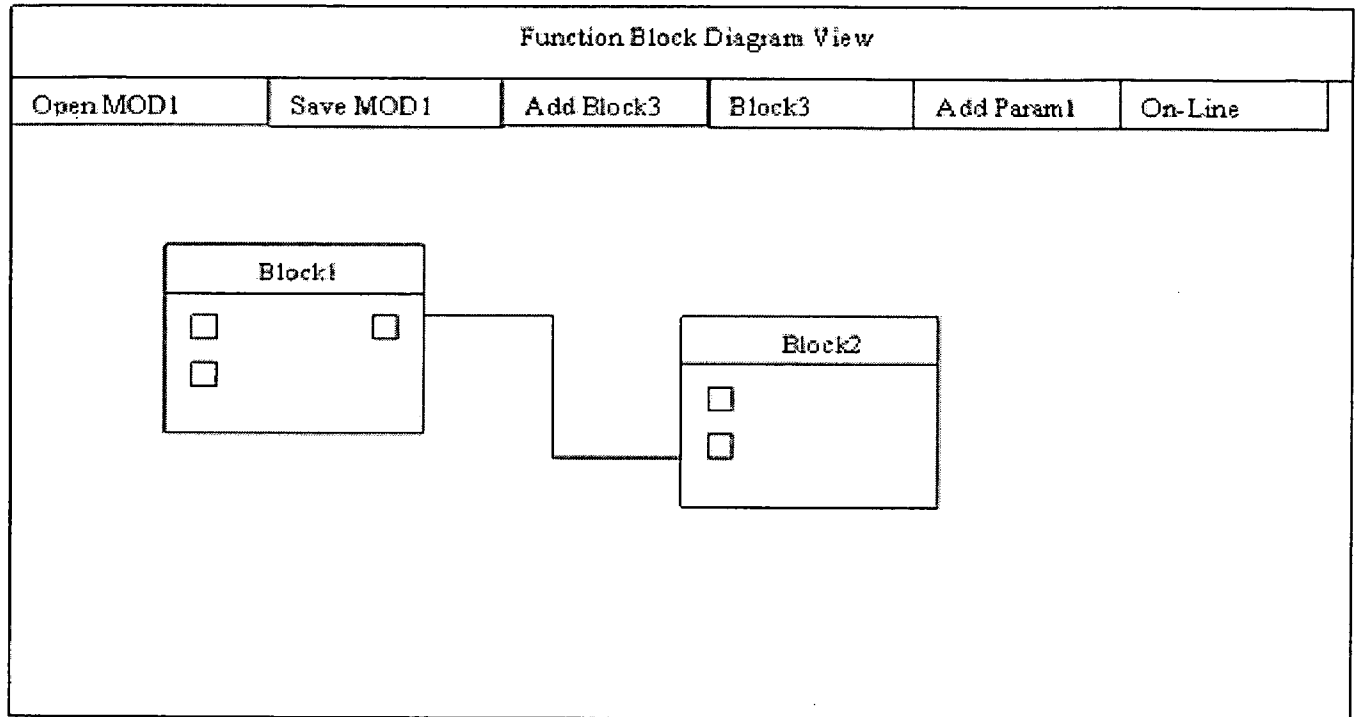 Function Block Diagram View
Open MOD1 Save MOD1 Add Block3 Block3 Add Param1 On-Line
Block1
Block2